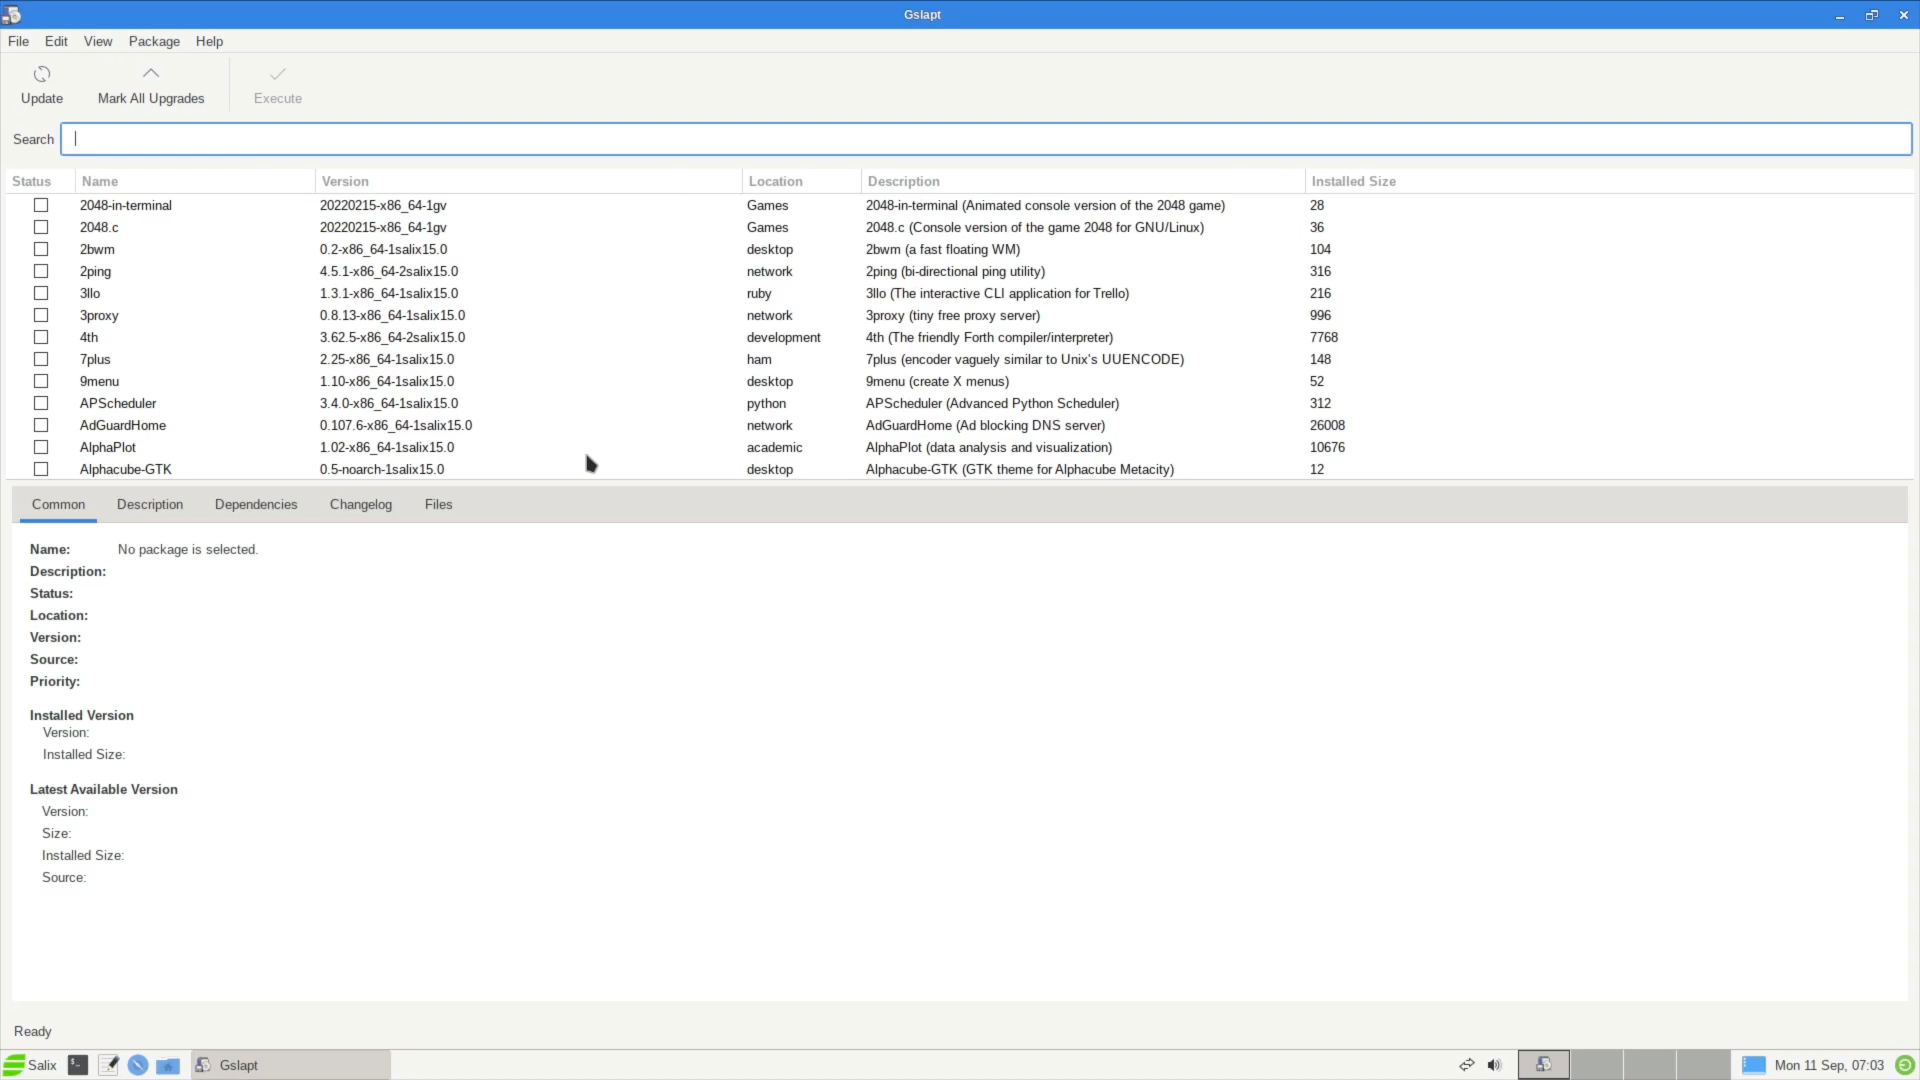 Gslapt
File Edit View Package Help
Update Mark All Upgrades Execute
Search
Status Name Version Location Description Installed Size
2048-in-terminal 20220215-x86_64-1gv Games 2048-in-terminal (Animated console version of the 2048 game) 28
2048.c 20220215-x86_64-1gv Games 2048.c (Console version of the game 2048 for GNU/Linux) 36
2bwm 0.2-x86_64-1salix15.0 desktop 2bwm (a fast floating WM) 104
2ping 4.5.1-x86_64-2salix15.0 network 2ping (bi-directional ping utility) 316
3llo 1.3.1-x86_64-1salix15.0 ruby 3llo (The interactive CLI application for Trello) 216
3proxy 0.8.13-x86_64-1salix15.0 network 3proxy (tiny free proxy server) 996
4th 3.62.5-x86_64-2salix15.0 development 4th (The friendly Forth compiler/interpreter) 7768
7plus 2.25-x86_64-1salix15.0 ham 7plus (encoder vaguely similar to Unix's UUENCODE) 148
9menu 1.10-x86_64-1salix15.0 desktop 9menu (create X menus) 52
APScheduler 3.4.0-x86_64-1salix15.0 python APScheduler (Advanced Python Scheduler) 312
AdGuardHome 0.107.6-x86_64-1salix15.0 network AdGuardHome (Ad blocking DNS server) 26008
AlphaPlot 1.02-x86_64-1salix15.0 academic AlphaPlot (data analysis and visualization) 10676
Alphacube-GTK 0.5-noarch-1salix15.0 desktop Alphacube-GTK (GTK theme for Alphacube Metacity) 12
Common Description Dependencies Changelog Files
Name: No package is selected.
Description:
Status:
Location:
Version:
Source:
Priority:
Installed Version
Version:
Installed Size:
Latest Available Version
Version:
Size:
Installed Size:
Source:
Ready
Salix Gslapt Mon 11 Sep, 07:03